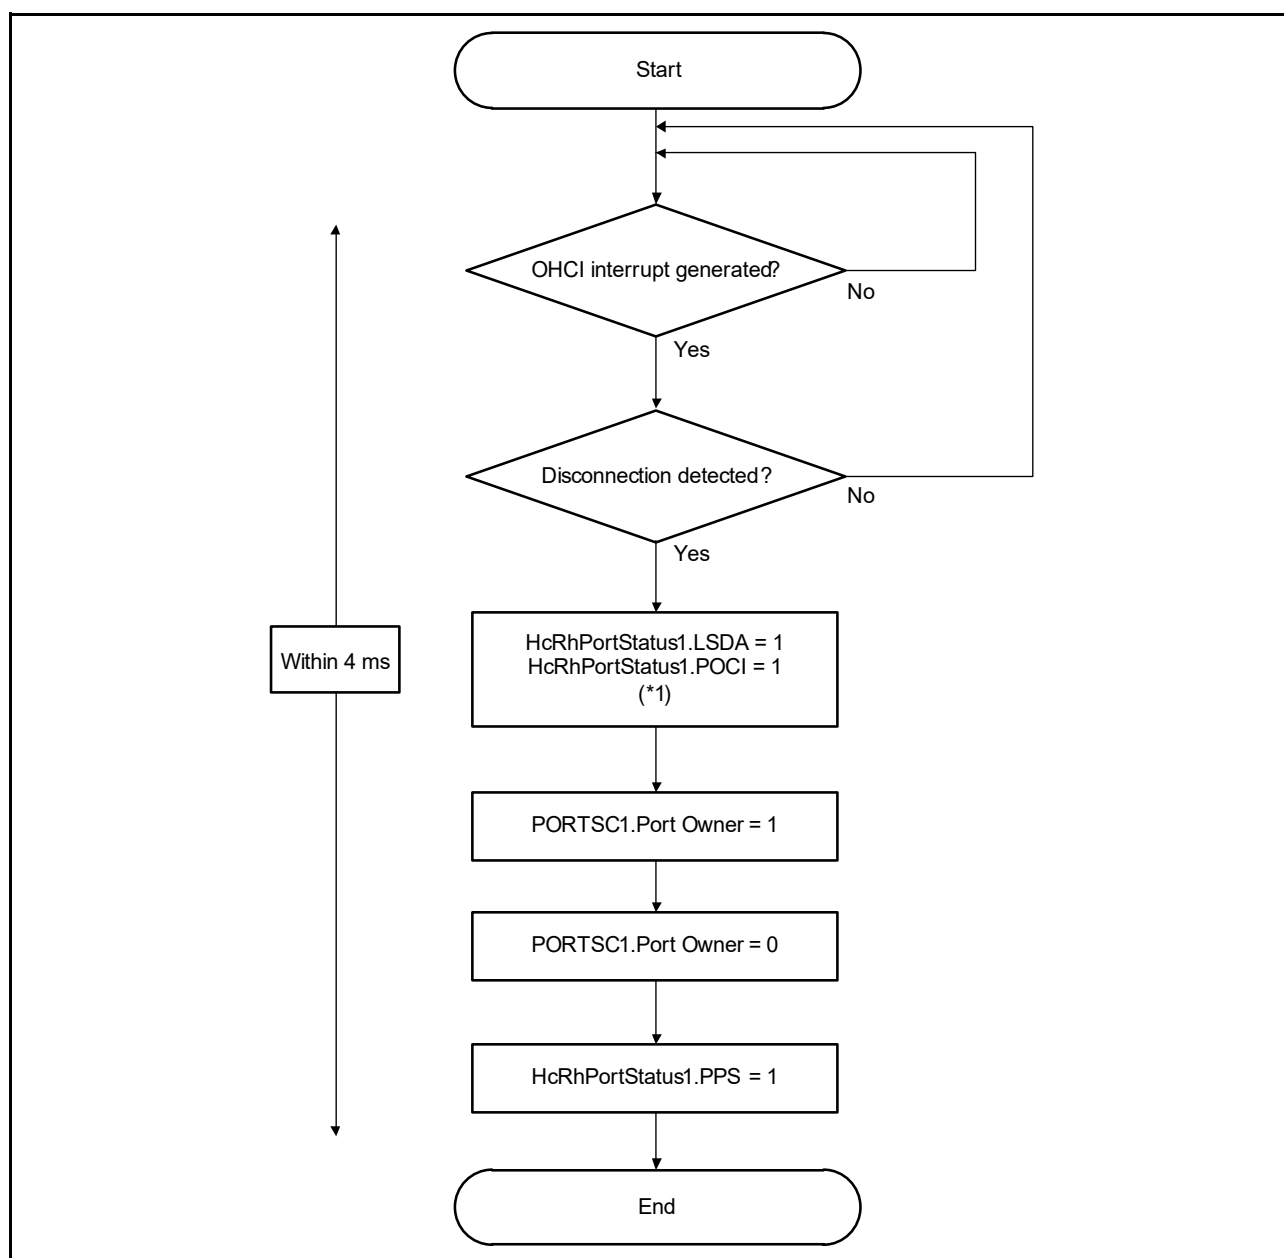 Start
OHCI interrupt generated?
No
Yes
Disconnection detected?
No
Yes
Within 4 ms
HcRhPortStatus1.LSDA = 1
HcRhPortStatus1.POCI = 1
(*1)
PORTSC1.Port Owner = 1
PORTSC1.Port Owner = 0
HcRhPortStatus1.PPS = 1
End